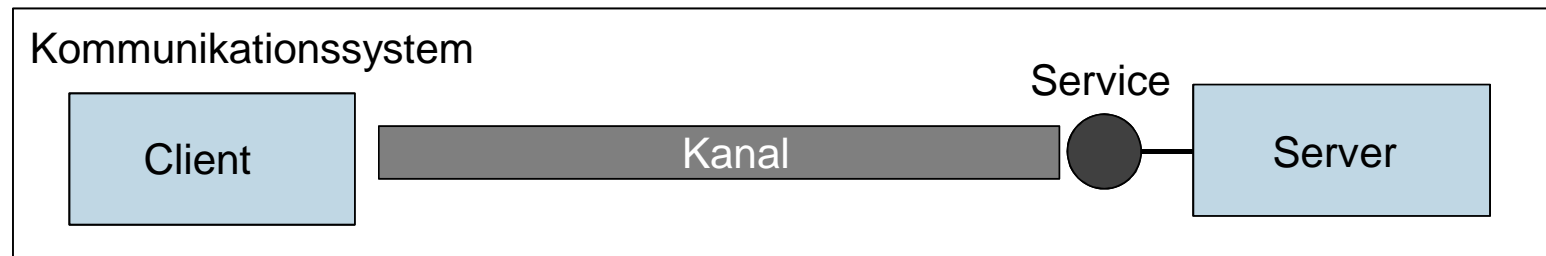 Kommunikationssystem
Service
Client
Kanal
Server